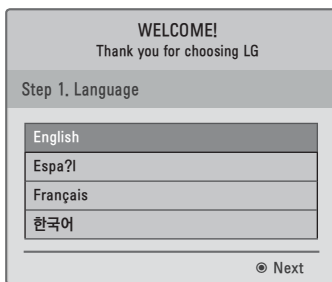 WELCOME!
Thank you for choosing LG
Step 1. Language
English
Espa?l
Français
한국어
Next